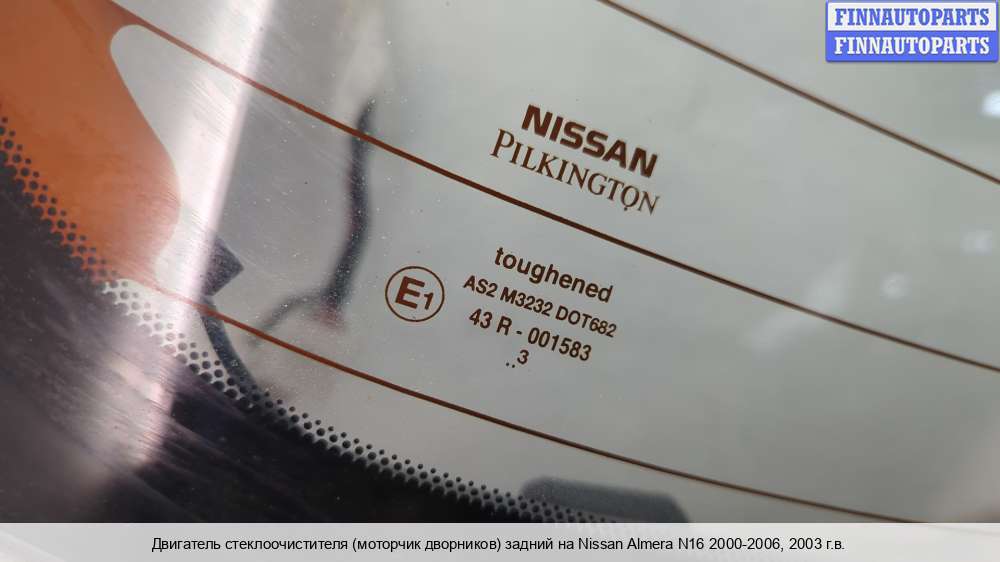 FINNAUTOPARTS
FINNAUTOPARTS
NISSAN
PILKINGTON
toughened
E1
AS2 M3232 DOT682
43 R - 001583
..3
Двигатель стеклоочистителя (моторчик дворников) задний на Nissan Almera N16 2000-2006, 2003 г.в.